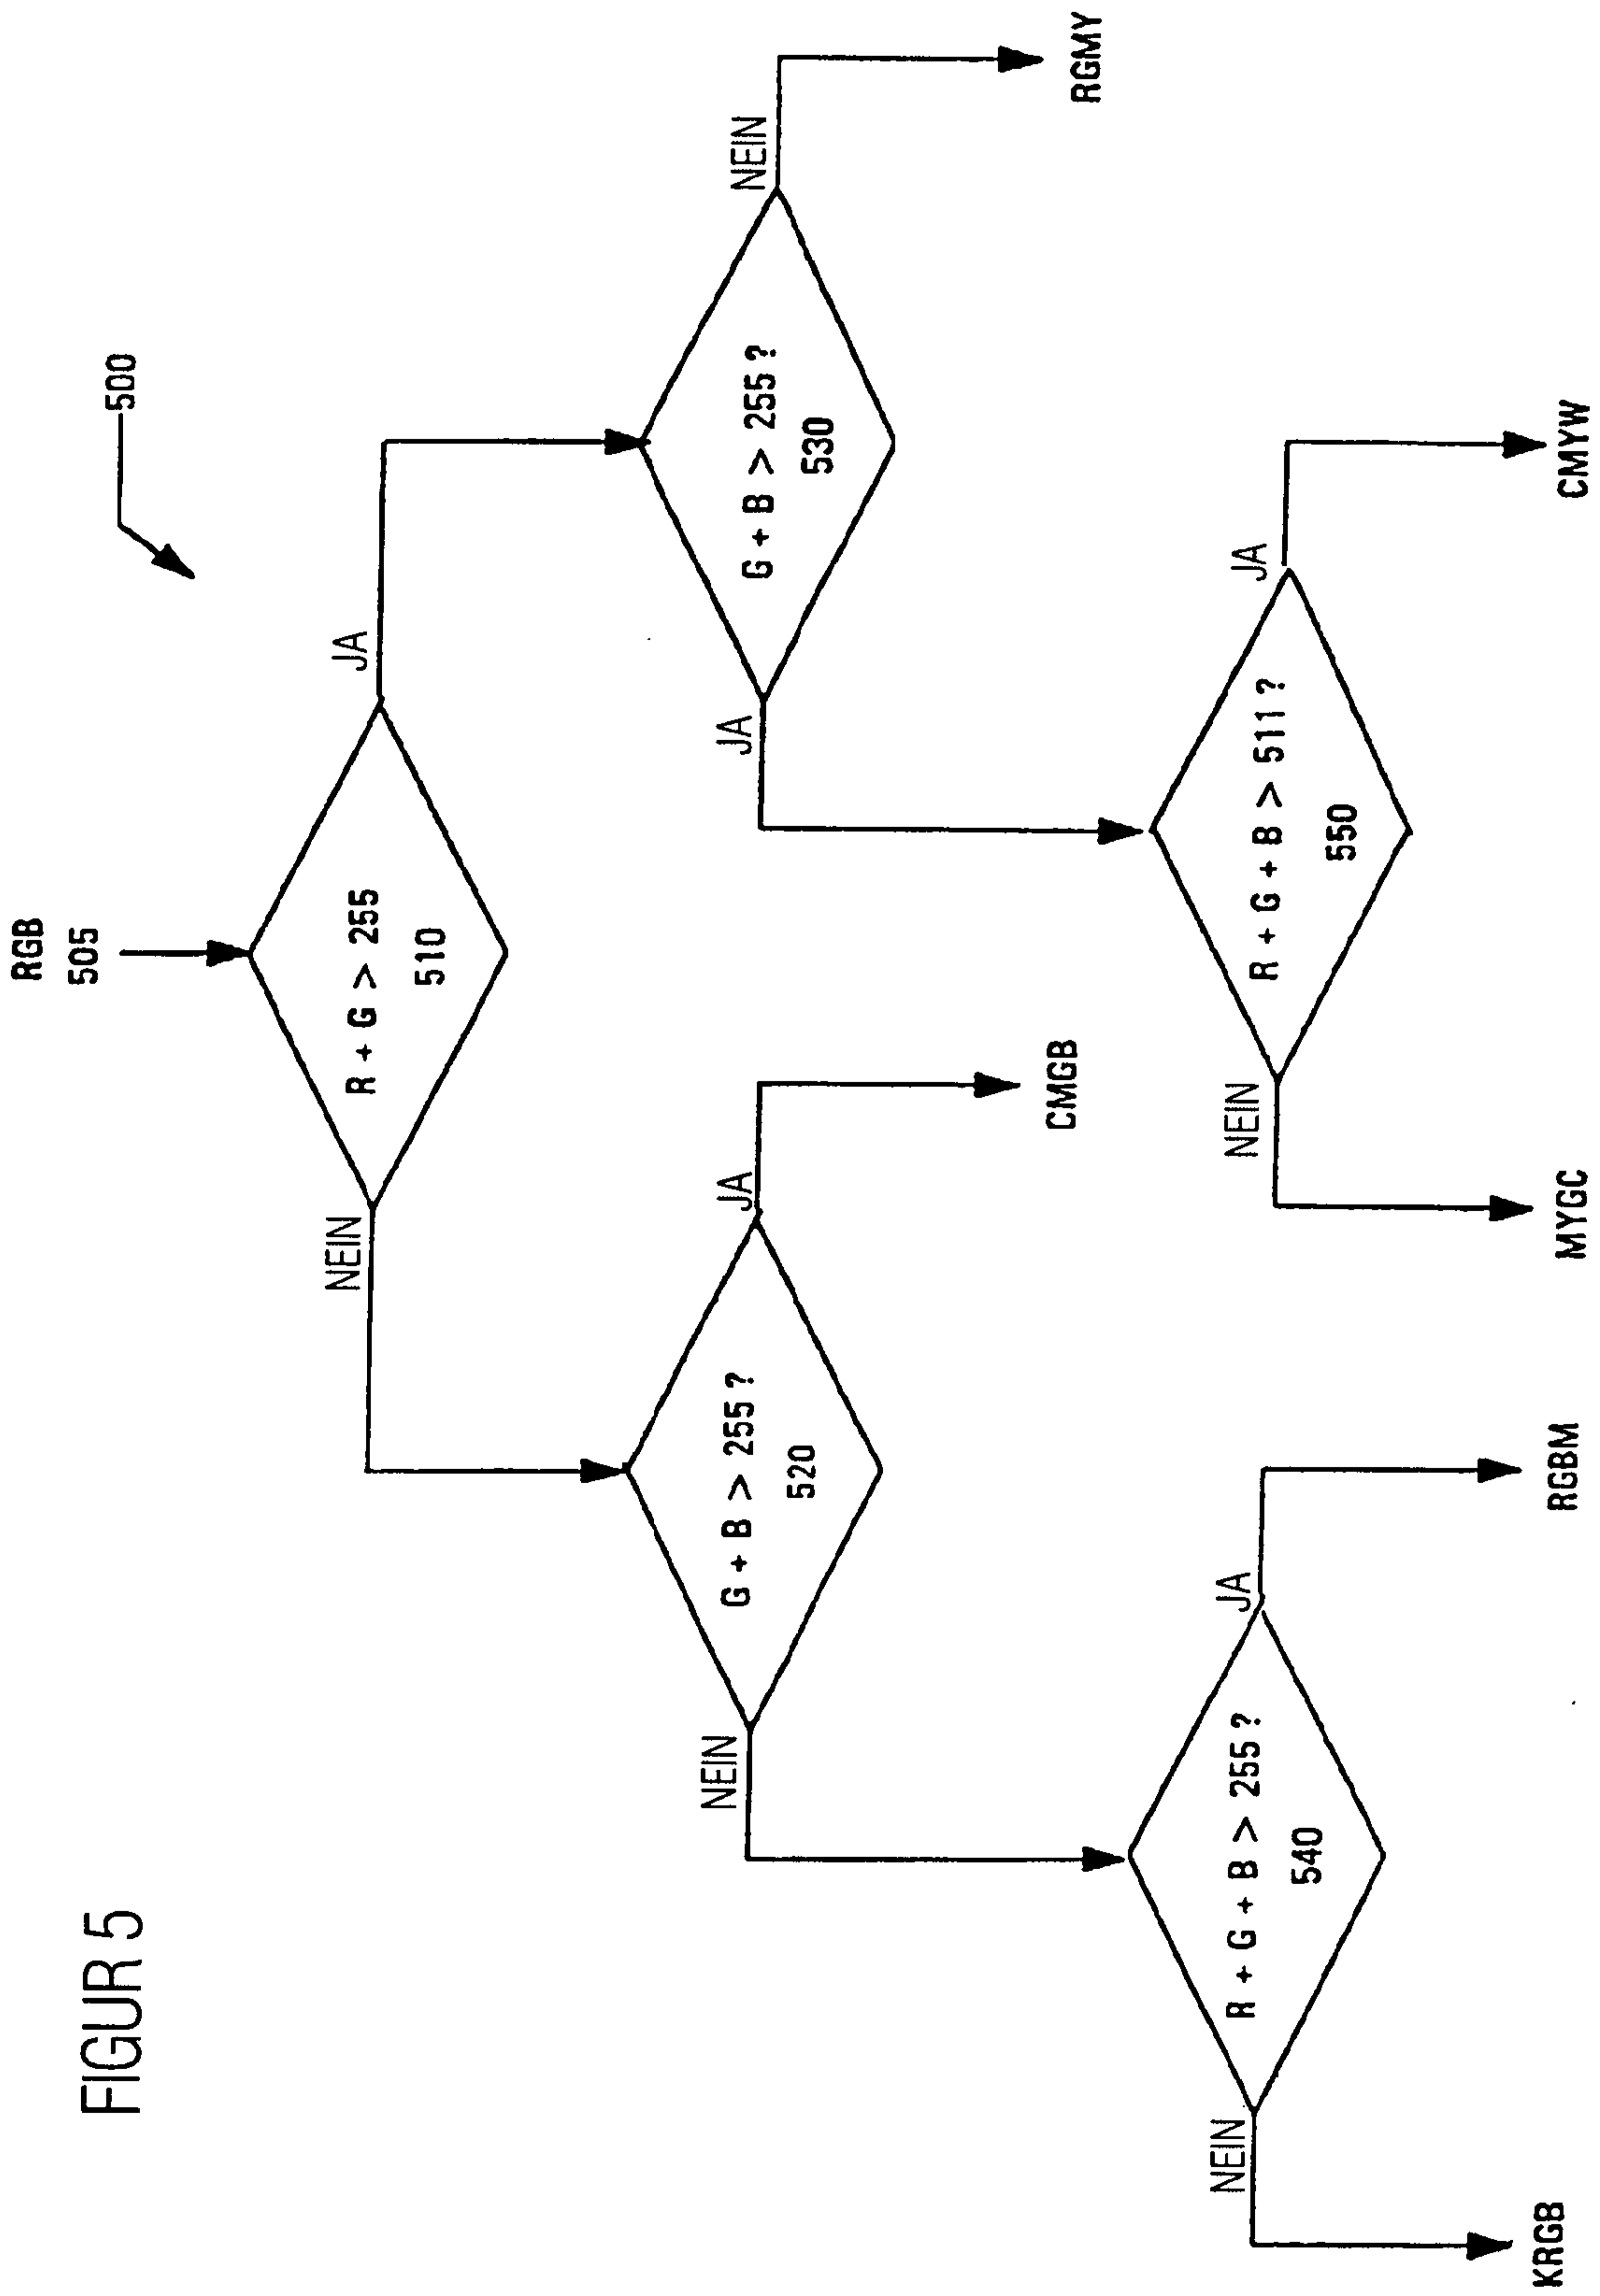 FIGUR 5
500
RGB
505
R + G > 255
510
NEIN
JA
G + B > 255 ?
520
NEIN
JA
CMGB
G + B > 255 ?
530
JA
NEIN
RGMY
R + G + B > 255 ?
540
NEIN
JA
KRGB
RGBM
R + G + B > 511 ?
550
NEIN
JA
MYGC
CMYW